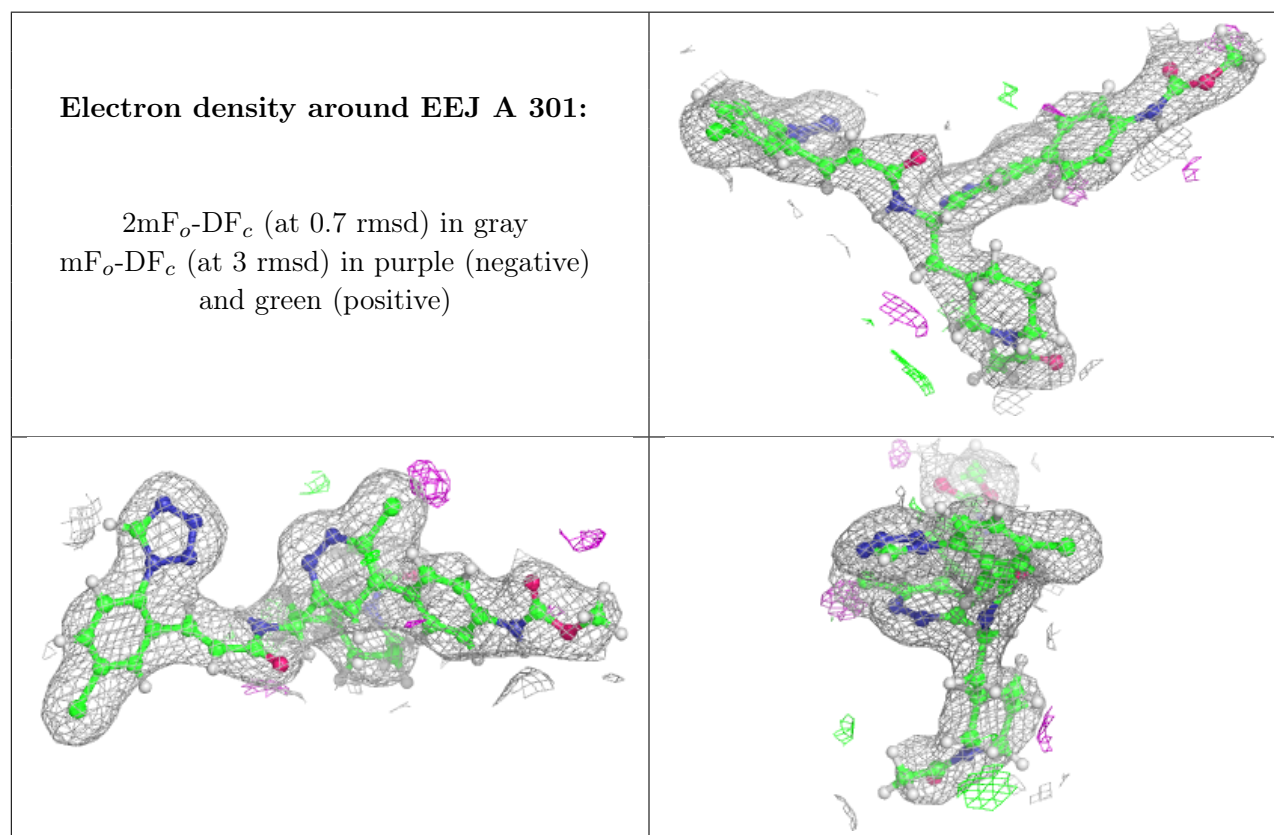 Electron density around EEJ A 301:
2mFo-DFc (at 0.7 rmsd) in gray
mFo-DFc (at 3 rmsd) in purple (negative)
and green (positive)